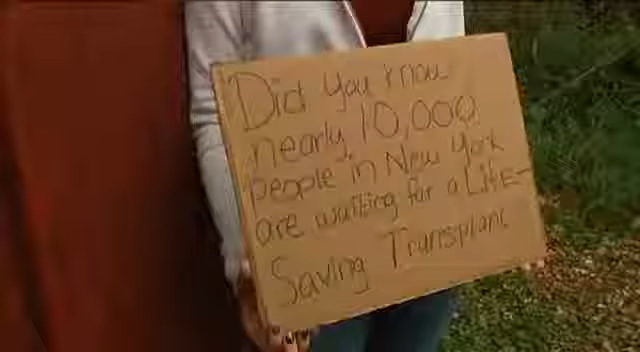 Did you know
nearly 10,000
people in New York
are waiting for a Life-
Saving Transplant